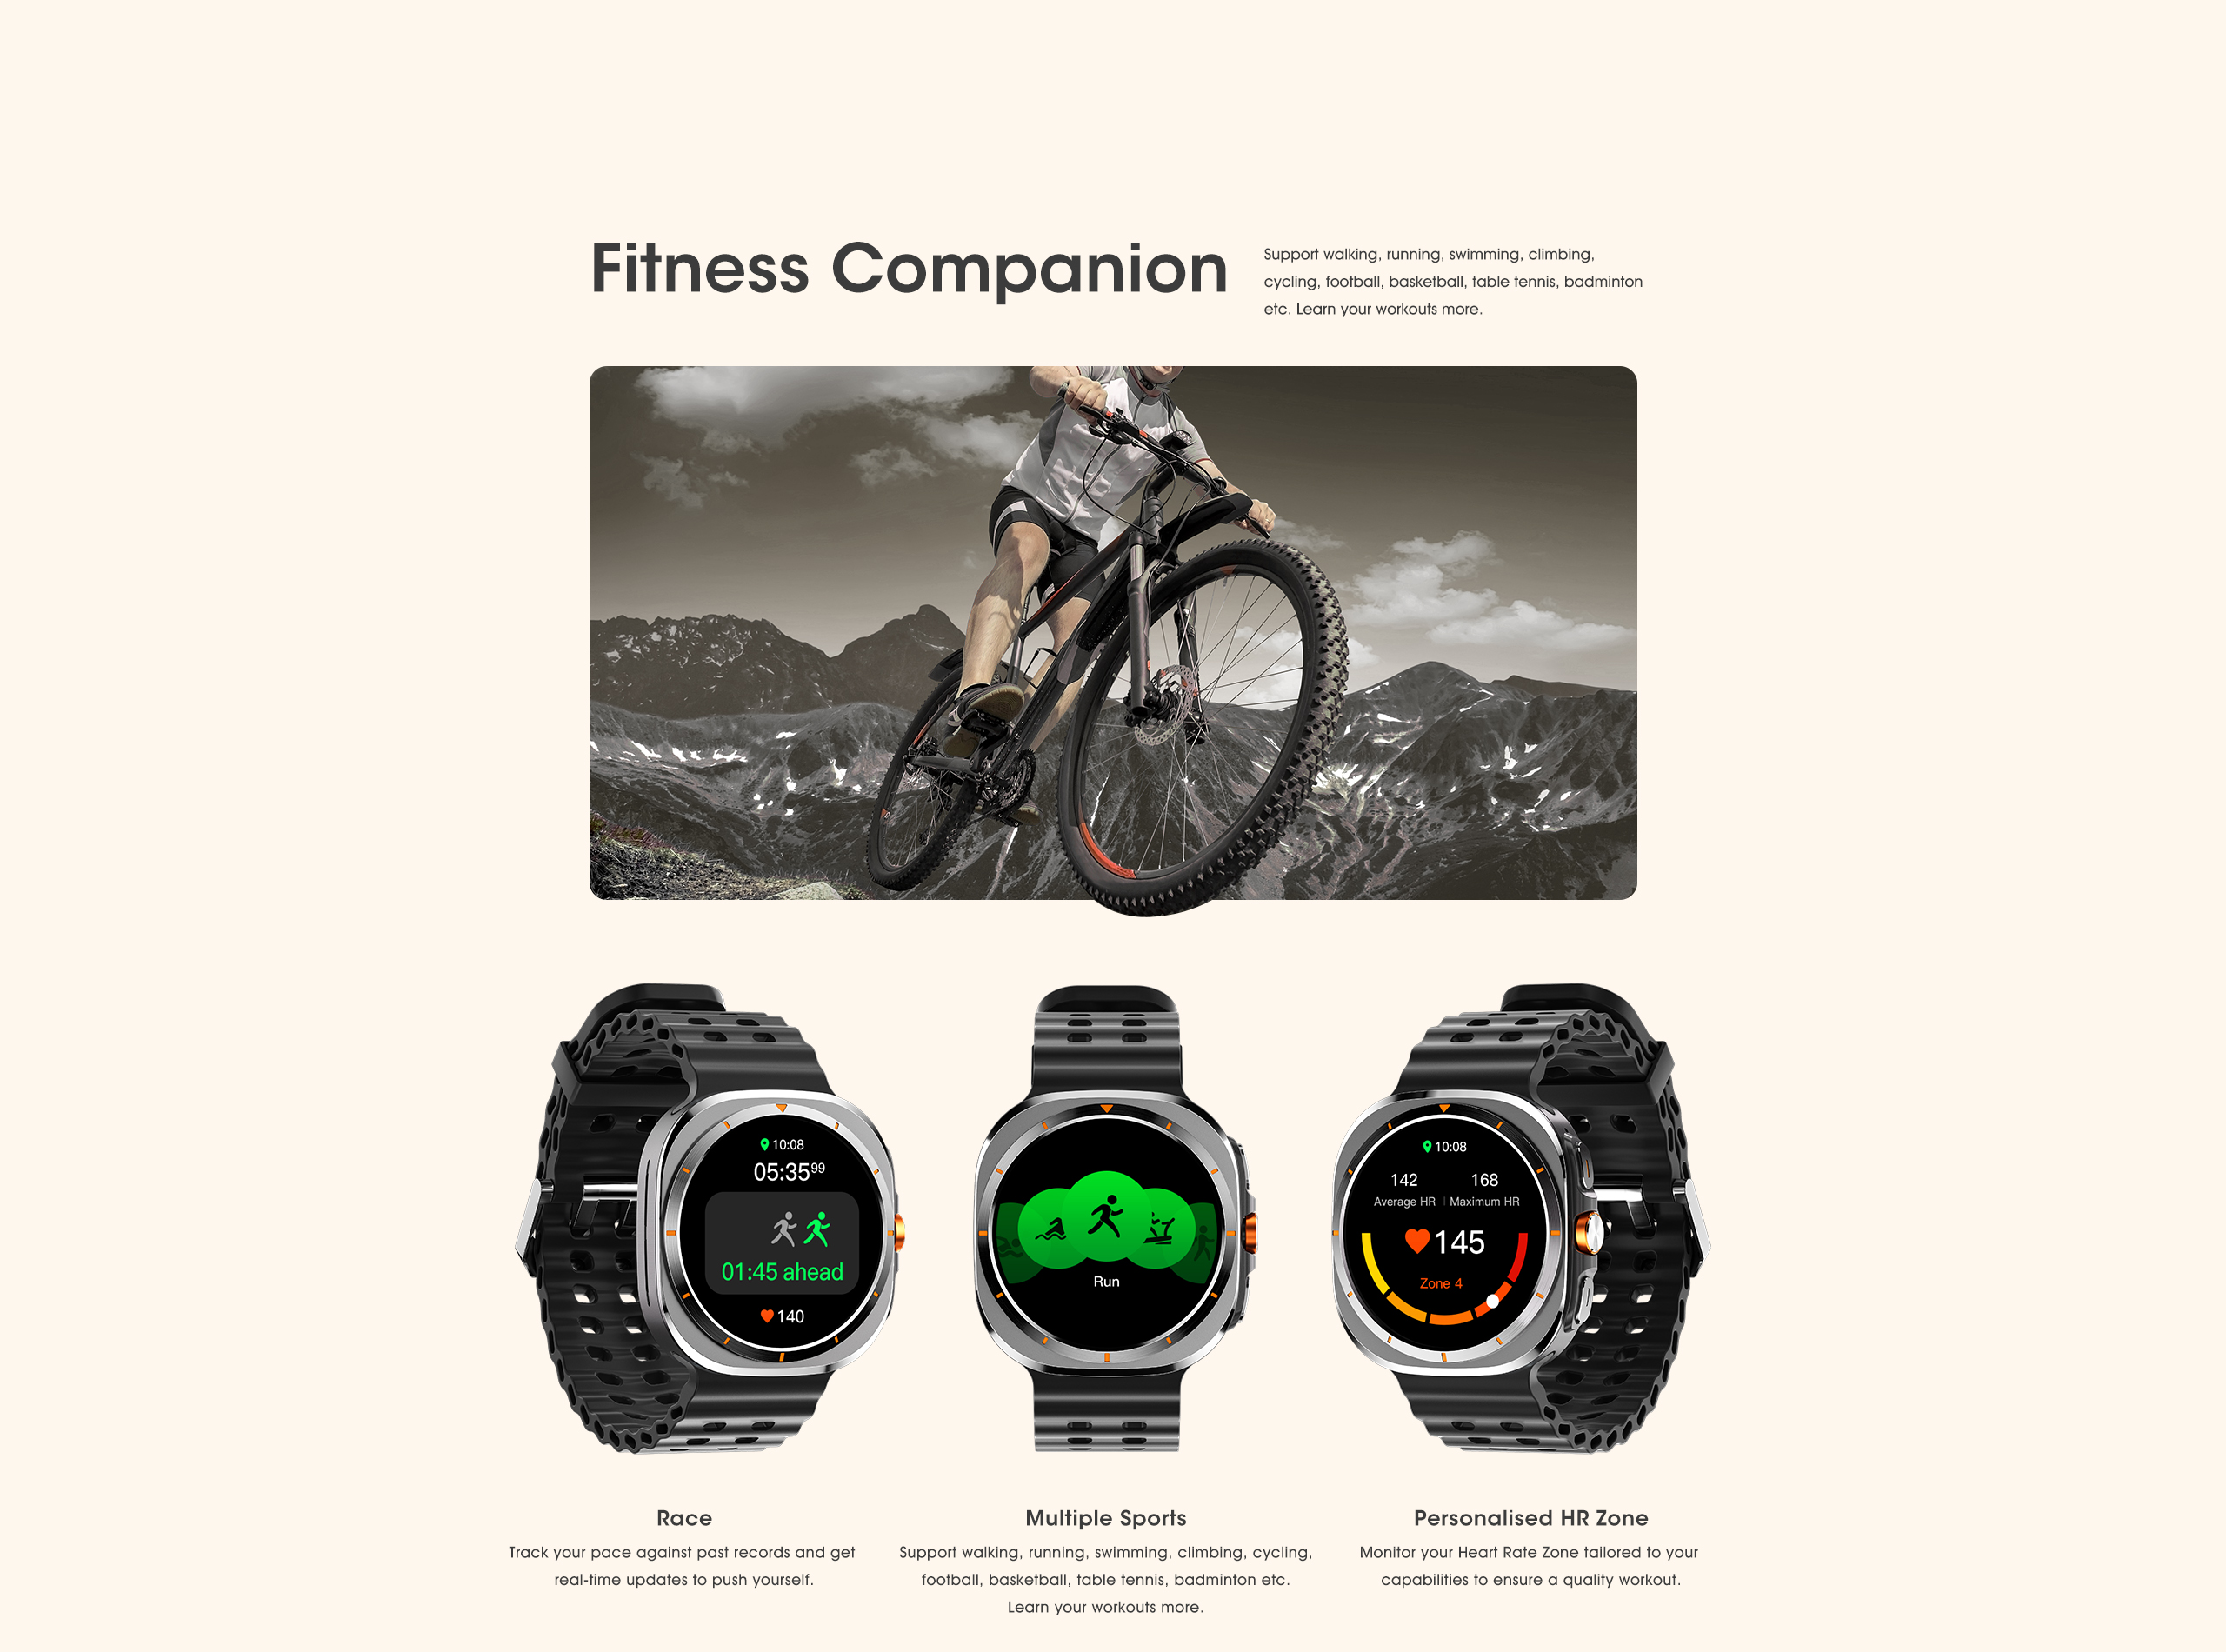 Fitness Companion
Support walking, running, swimming, climbing,
cycling, football, basketball, table tennis, badminton
etc. Learn your workouts more.
10:08
05:35⁹⁹
01:45 ahead
140
Run
10:08
142 168
Average HR | Maximum HR
145
Zone 4
Race
Track your pace against past records and get
real-time updates to push yourself.
Multiple Sports
Support walking, running, swimming, climbing, cycling,
football, basketball, table tennis, badminton etc.
Learn your workouts more.
Personalised HR Zone
Monitor your Heart Rate Zone tailored to your
capabilities to ensure a quality workout.